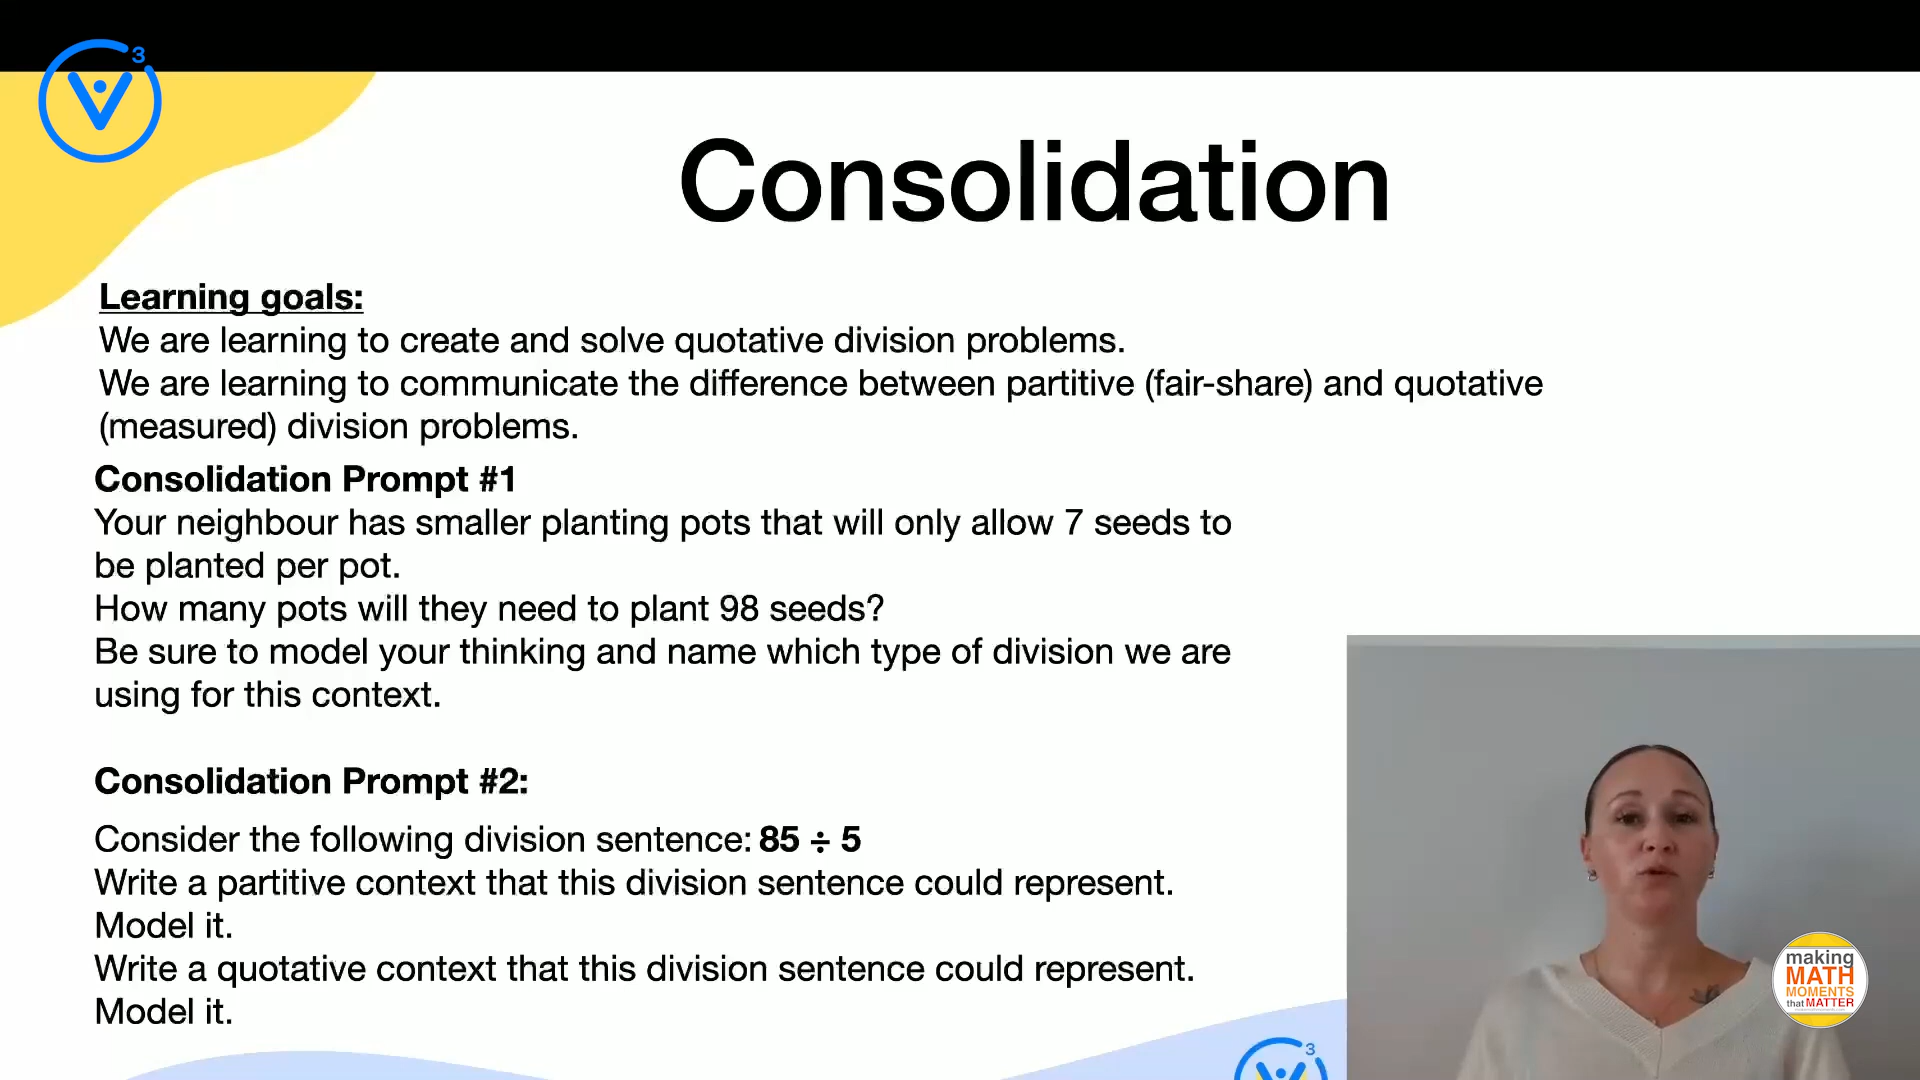 3
Consolidation
Learning goals:
We are learning to create and solve quotative division problems.
We are learning to communicate the difference between partitive (fair-share) and quotative
(measured) division problems.
Consolidation Prompt #1
Your neighbour has smaller planting pots that will only allow 7 seeds to
be planted per pot.
How many pots will they need to plant 98 seeds?
Be sure to model your thinking and name which type of division we are
using for this context.
Consolidation Prompt #2:
Consider the following division sentence: 85 ÷ 5
Write a partitive context that this division sentence could represent.
Model it.
Write a quotative context that this division sentence could represent.
Model it.
making
MATH
MOMENTS
that MATTER
3